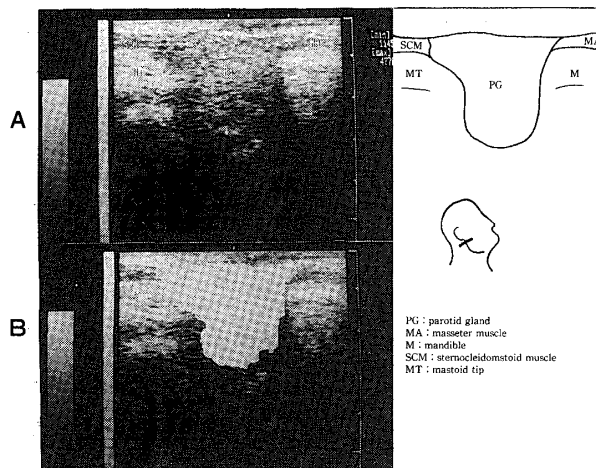 A
SCM
MT
PG
MA
M
B
PG : parotid gland
MA : masseter muscle
M : mandible
SCM : sternocleidomstoid muscle
MT : mastoid tip